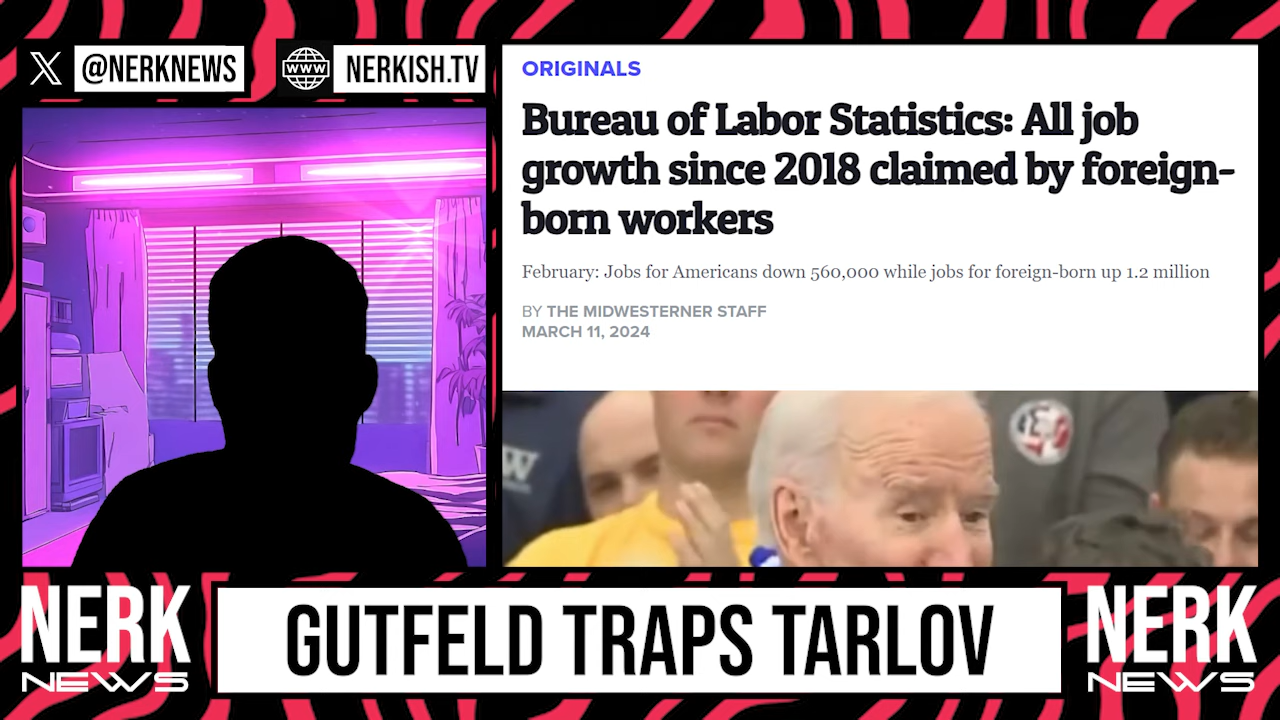 @NERKNEWS
WWW
NERKISH.TV
ORIGINALS
Bureau of Labor Statistics: All job
growth since 2018 claimed by foreign-
born workers
February: Jobs for Americans down 560,000 while jobs for foreign-born up 1.2 million
BY THE MIDWESTERNER STAFF
MARCH 11, 2024
W
NERK
NEWS
GUTFELD TRAPS TARLOV
NERK
NEWS